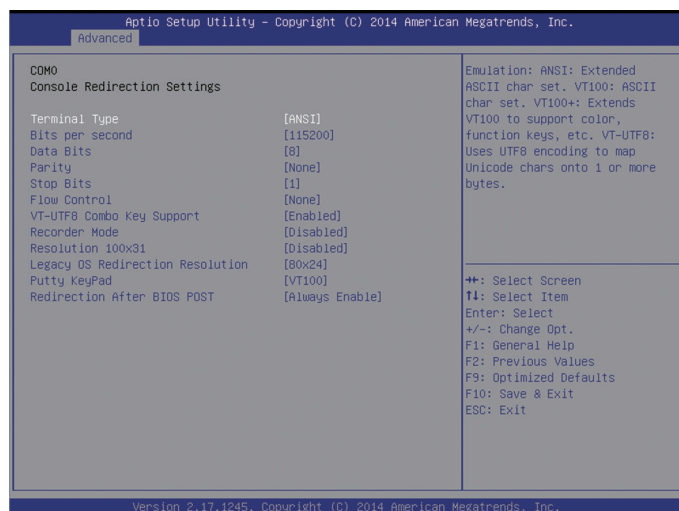 Aptio Setup Utility – Copyright (C) 2014 American Megatrends, Inc.
Advanced
COM0
Console Redirection Settings
Terminal Type [ANSI]
Bits per second [115200]
Data Bits [8]
Parity [None]
Stop Bits [1]
Flow Control [None]
VT-UTF8 Combo Key Support [Enabled]
Recorder Mode [Disabled]
Resolution 100x31 [Disabled]
Legacy OS Redirection Resolution [80x24]
Putty KeyPad [VT100]
Redirection After BIOS POST [Always Enable]
Emulation: ANSI: Extended
ASCII char set. VT100: ASCII
char set. VT100+: Extends
VT100 to support color,
function keys, etc. VT-UTF8:
Uses UTF8 encoding to map
Unicode chars onto 1 or more
bytes.
→←: Select Screen
↑↓: Select Item
Enter: Select
+/-: Change Opt.
F1: General Help
F2: Previous Values
F9: Optimized Defaults
F10: Save & Exit
ESC: Exit
Version 2.17.1245. Copyright (C) 2014 American Megatrends, Inc.